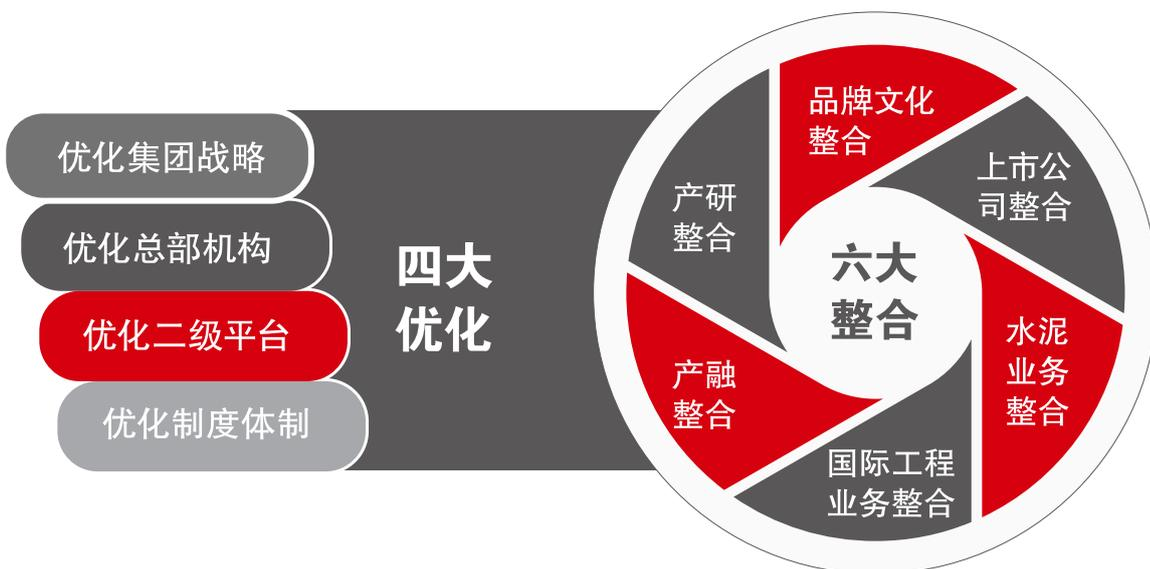 优化集团战略
优化总部机构
优化二级平台
优化制度体制
四大
优化
六大
整合
品牌文化
整合
上市公
司整合
水泥
业务
整合
国际工程
业务整合
产融
整合
产研
整合